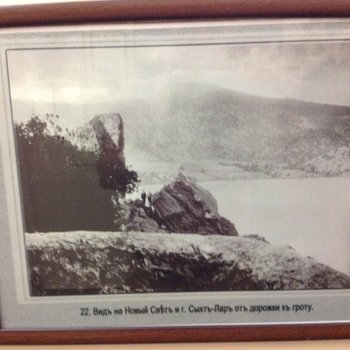 22. Видъ на Новый Свѣтъ и г. Сыхтъ-Ларъ отъ дорожки къ гроту.